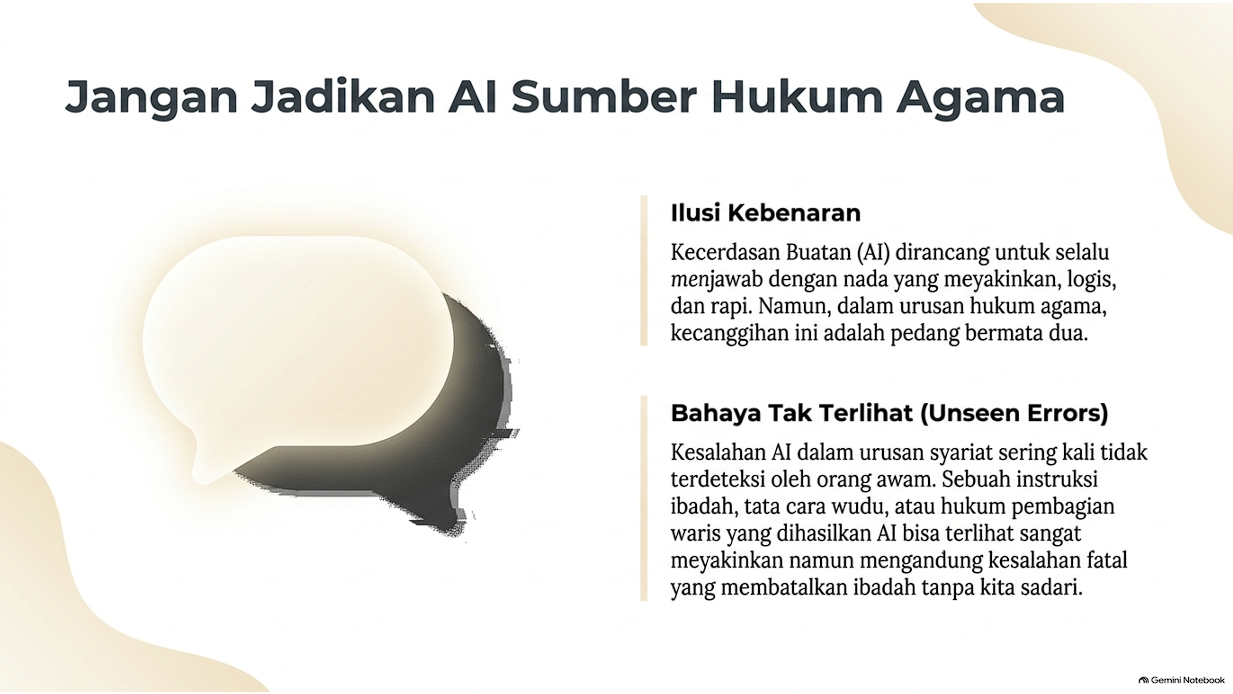 Jangan Jadikan AI Sumber Hukum Agama
Ilusi Kebenaran
Kecerdasan Buatan (AI) dirancang untuk selalu
menjawab dengan nada yang meyakinkan, logis,
dan rapi. Namun, dalam urusan hukum agama,
kecanggihan ini adalah pedang bermata dua.
Bahaya Tak Terlihat (Unseen Errors)
Kesalahan AI dalam urusan syariat sering kali tidak
terdeteksi oleh orang awam. Sebuah instruksi
ibadah, tata cara wudu, atau hukum pembagian
waris yang dihasilkan AI bisa terlihat sangat
meyakinkan namun mengandung kesalahan fatal
yang membatalkan ibadah tanpa kita sadari.
Gemini Notebook